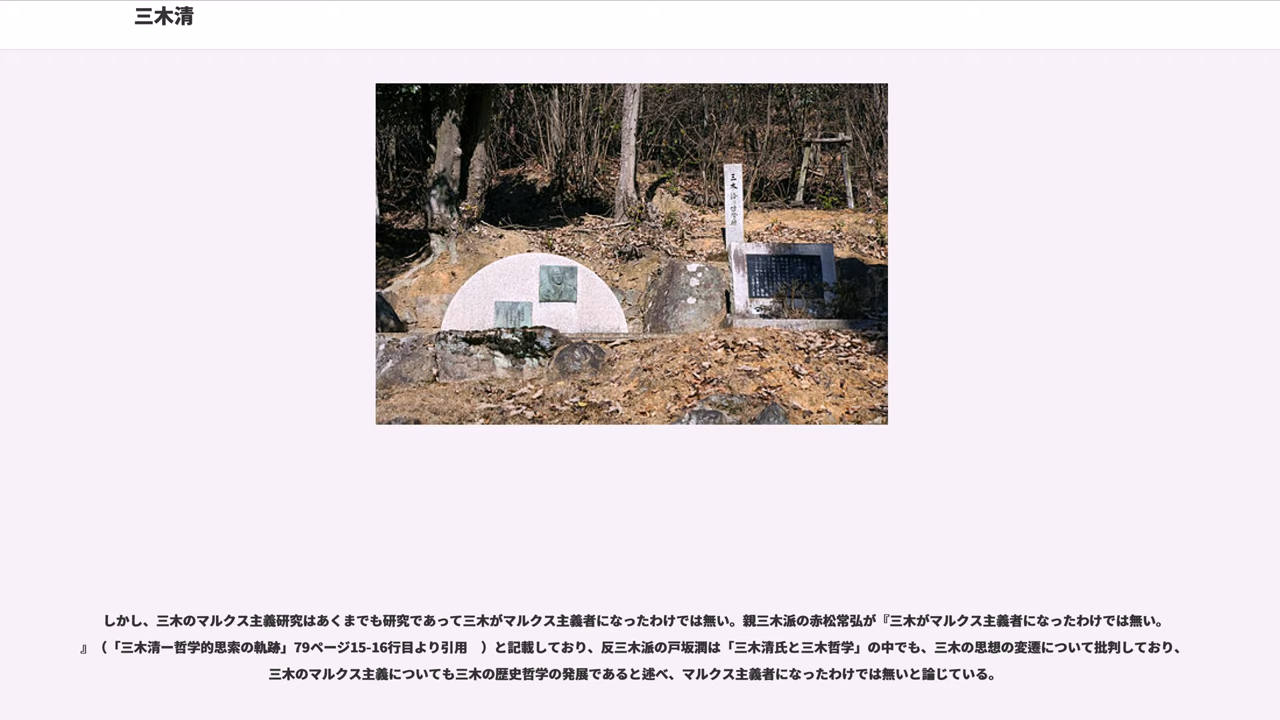 三木清
しかし、三木のマルクス主義研究はあくまでも研究であって三木がマルクス主義者になったわけでは無い。親三木派の赤松常弘が『三木がマルクス主義者になったわけでは無い。
』（「三木清ー哲学的思索の軌跡」79ページ15-16行目より引用　）と記載しており、反三木派の戸坂潤は「三木清氏と三木哲学」の中でも、三木の思想の変遷について批判しており、
三木のマルクス主義についても三木の歴史哲学の発展であると述べ、マルクス主義者になったわけでは無いと論じている。